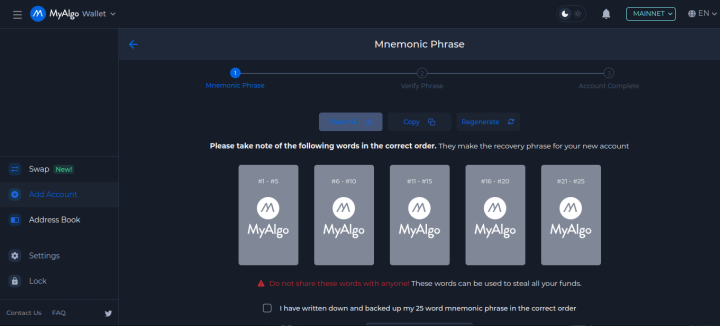 MyAlgo Wallet
MAINNET
EN
Mnemonic Phrase
1 2 3
Mnemonic Phrase Verify Phrase Account Complete
Copy Regenerate
Please take note of the following words in the correct order. They make the recovery phrase for your new account
#1 - #5 #6 - #10 #11 - #15 #16 - #20 #21 - #25
MyAlgo MyAlgo MyAlgo MyAlgo MyAlgo
Do not share these words with anyone! These words can be used to steal all your funds.
I have written down and backed up my 25 word mnemonic phrase in the correct order
Swap New!
Add Account
Address Book
Settings
Lock
Contact Us FAQ